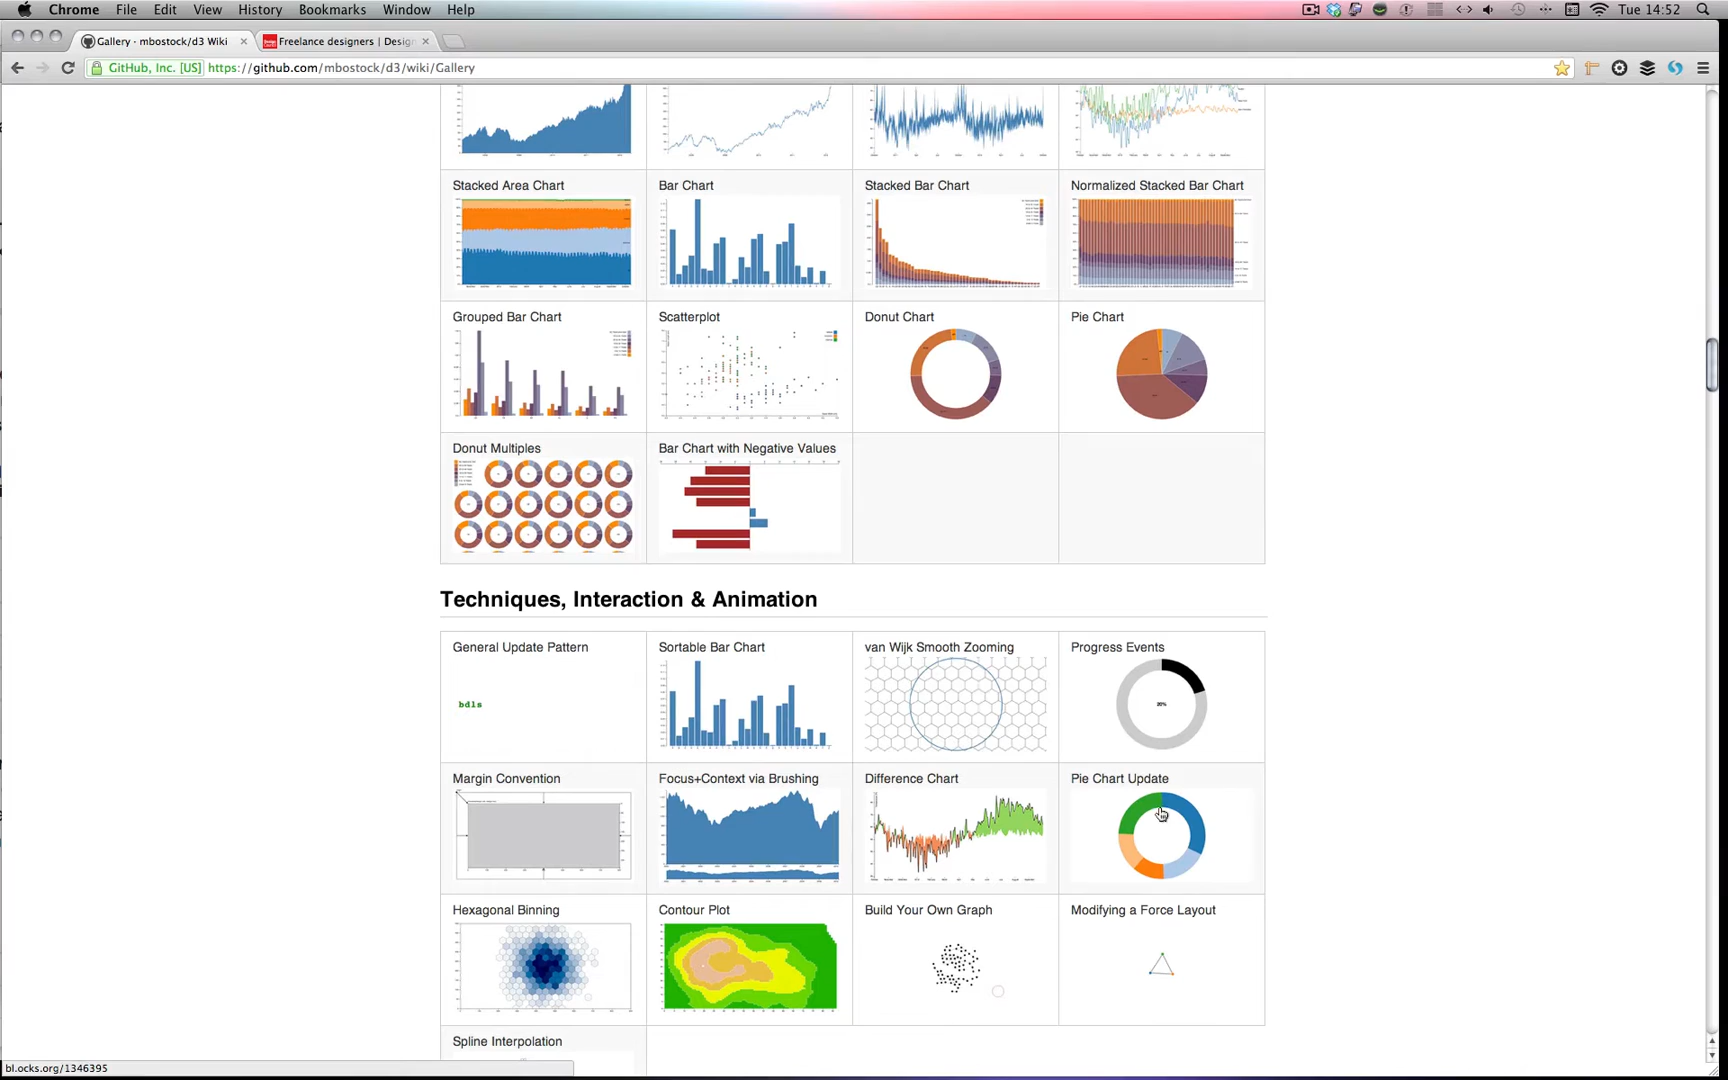 Chrome File Edit View History Bookmarks Window Help Tue 14:52
Gallery · mbostock/d3 Wiki Freelance designers | Design
GitHub, Inc. [US] https://github.com/mbostock/d3/wiki/Gallery
Stacked Area Chart Bar Chart Stacked Bar Chart Normalized Stacked Bar Chart
Grouped Bar Chart Scatterplot Donut Chart Pie Chart
Donut Multiples Bar Chart with Negative Values
Techniques, Interaction & Animation
General Update Pattern Sortable Bar Chart van Wijk Smooth Zooming Progress Events
bdls
20%
Margin Convention Focus+Context via Brushing Difference Chart Pie Chart Update
Hexagonal Binning Contour Plot Build Your Own Graph Modifying a Force Layout
Spline Interpolation
bl.ocks.org/1346395